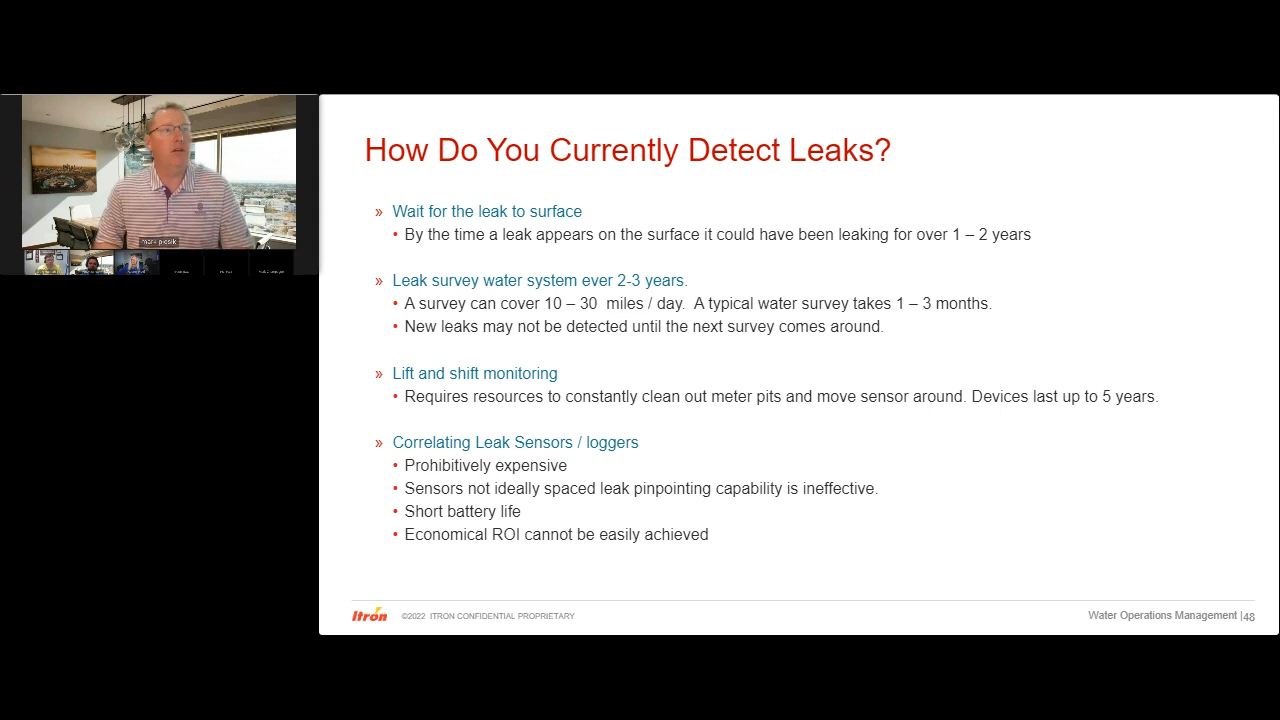 mark plosik
How Do You Currently Detect Leaks?
» Wait for the leak to surface
• By the time a leak appears on the surface it could have been leaking for over 1 – 2 years
» Leak survey water system ever 2-3 years.
• A survey can cover 10 – 30 miles / day. A typical water survey takes 1 – 3 months.
• New leaks may not be detected until the next survey comes around.
» Lift and shift monitoring
• Requires resources to constantly clean out meter pits and move sensor around. Devices last up to 5 years.
» Correlating Leak Sensors / loggers
• Prohibitively expensive
• Sensors not ideally spaced leak pinpointing capability is ineffective.
• Short battery life
• Economical ROI cannot be easily achieved
Itron ©2022 ITRON CONFIDENTIAL PROPRIETARY
Water Operations Management |48